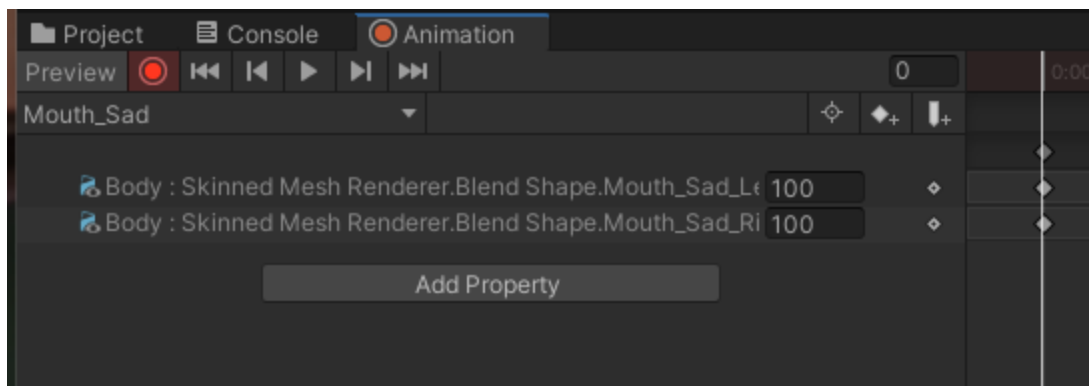 Project Console Animation
Preview 0 0:00
Mouth_Sad
Body : Skinned Mesh Renderer.Blend Shape.Mouth_Sad_Le 100
Body : Skinned Mesh Renderer.Blend Shape.Mouth_Sad_Ri 100
Add Property